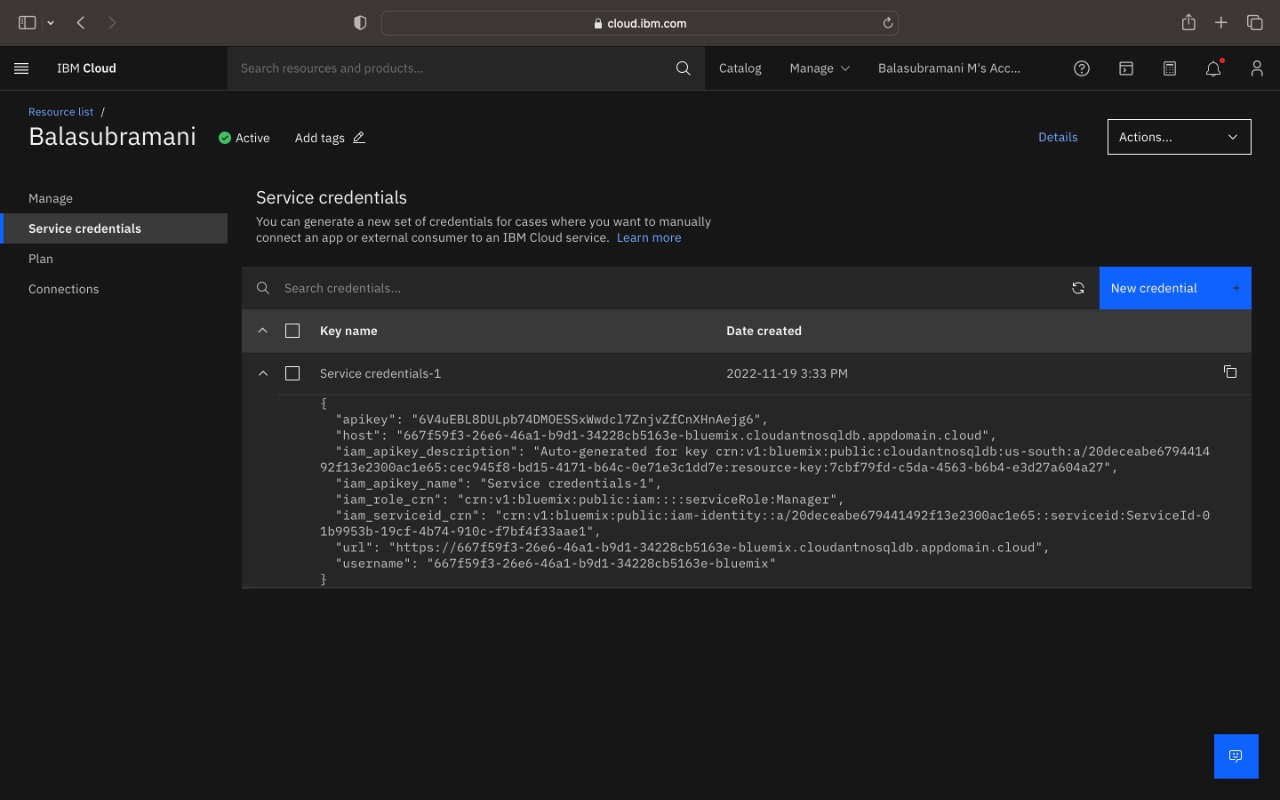 cloud.ibm.com
IBM Cloud
Search resources and products...
Catalog
Manage
Balasubramani M's Acc...
Resource list /
Balasubramani
Active
Add tags
Details
Actions...
Manage
Service credentials
Plan
Connections
Service credentials
You can generate a new set of credentials for cases where you want to manually
connect an app or external consumer to an IBM Cloud service. Learn more
Search credentials...
New credential +
Key name
Date created
Service credentials-1
2022-11-19 3:33 PM
{
"apikey": "6V4uEBL8DULpb74DMOESSxWwdcl7ZnjvZfCnXHnAejg6",
"host": "667f59f3-26e6-46a1-b9d1-34228cb5163e-bluemix.cloudantnosqldb.appdomain.cloud",
"iam_apikey_description": "Auto-generated for key crn:v1:bluemix:public:cloudantnosqldb:us-south:a/20deceabe6794414
92f13e2300ac1e65:cec945f8-bd15-4171-b64c-0e71e3c1dd7e:resource-key:7cbf79fd-c5da-4563-b6b4-e3d27a604a27",
"iam_apikey_name": "Service credentials-1",
"iam_role_crn": "crn:v1:bluemix:public:iam::::serviceRole:Manager",
"iam_serviceid_crn": "crn:v1:bluemix:public:iam-identity::a/20deceabe679441492f13e2300ac1e65::serviceid:ServiceId-0
1b9953b-19cf-4b74-910c-f7bf4f33aae1",
"url": "https://667f59f3-26e6-46a1-b9d1-34228cb5163e-bluemix.cloudantnosqldb.appdomain.cloud",
"username": "667f59f3-26e6-46a1-b9d1-34228cb5163e-bluemix"
}